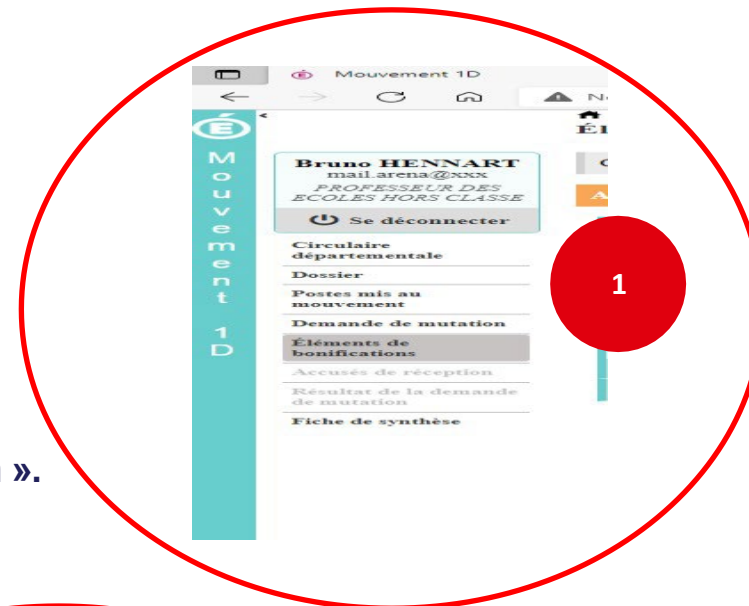 Mouvement 1D
É
Mouvement 1D
Bruno HENNART
mail.arena@xxx
PROFESSEUR DES
ECOLES HORS CLASSE
Se déconnecter
Circulaire
départementale
Dossier
Postes mis au
mouvement
Demande de mutation
Éléments de
bonifications
Accusés de réception
Résultat de la demande
de mutation
Fiche de synthèse
1
».